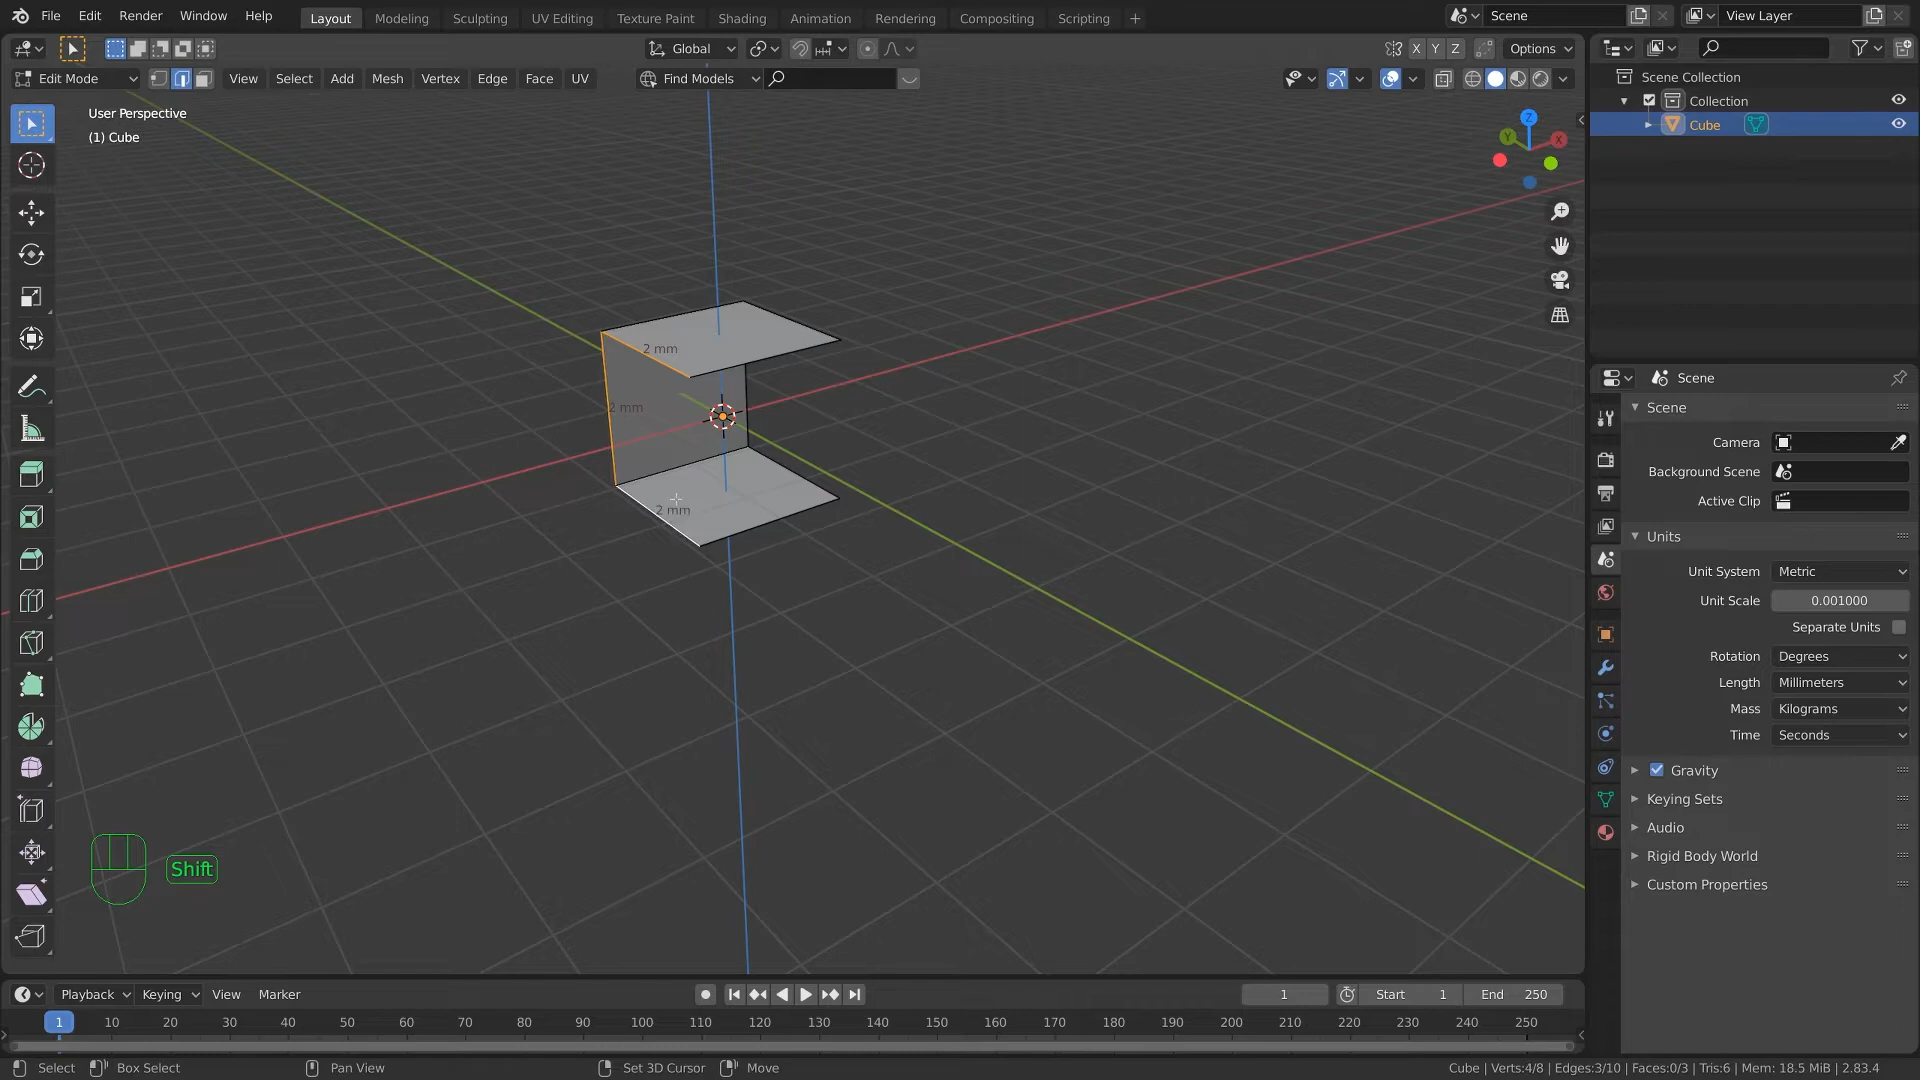 File Edit Render Window Help Layout Modeling Sculpting UV Editing Texture Paint Shading Animation Rendering Compositing Scripting + Scene View Layer
Global X Y Z Options
Edit Mode View Select Add Mesh Vertex Edge Face UV Find Models
Scene Collection
Collection
Cube
User Perspective
(1) Cube
Z
Y
X
2 mm
2 mm
2 mm
Shift
Scene
Scene
Camera
Background Scene
Active Clip
Units
Unit System Metric
Unit Scale 0.001000
Separate Units
Rotation Degrees
Length Millimeters
Mass Kilograms
Time Seconds
Gravity
Keying Sets
Audio
Rigid Body World
Custom Properties
Playback Keying View Marker 1 Start 1 End 250
1 10 20 30 40 50 60 70 80 90 100 110 120 130 140 150 160 170 180 190 200 210 220 230 240 250
Select Box Select Pan View Set 3D Cursor Move Cube | Verts:4/8 | Edges:3/10 | Faces:0/3 | Tris:6 | Mem: 18.5 MiB | 2.83.4